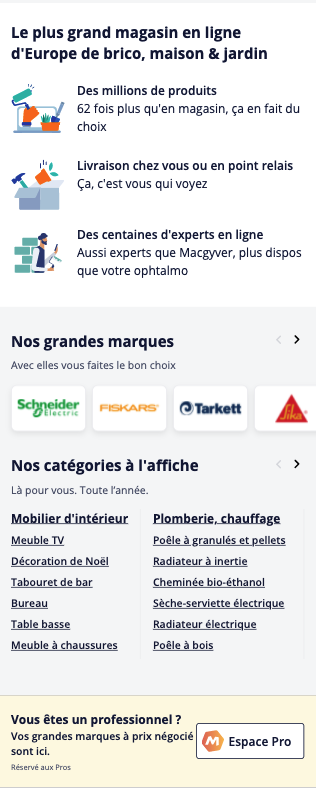 Le plus grand magasin en ligne
d'Europe de brico, maison & jardin
Des millions de produits
62 fois plus qu'en magasin, ça en fait du
choix
Livraison chez vous ou en point relais
Ça, c'est vous qui voyez
Des centaines d'experts en ligne
Aussi experts que Macgyver, plus dispos
que votre ophtalmo
Nos grandes marques
Avec elles vous faites le bon choix
Schneider Electric
FISKARS
Tarkett
Sika
Nos catégories à l'affiche
Là pour vous. Toute l'année.
Mobilier d'intérieur
Meuble TV
Décoration de Noël
Tabouret de bar
Bureau
Table basse
Meuble à chaussures
Plomberie, chauffage
Poêle à granulés et pellets
Radiateur à inertie
Cheminée bio-éthanol
Sèche-serviette électrique
Radiateur électrique
Poêle à bois
Vous êtes un professionnel ?
Vos grandes marques à prix négocié
sont ici.
Réservé aux Pros
M Espace Pro